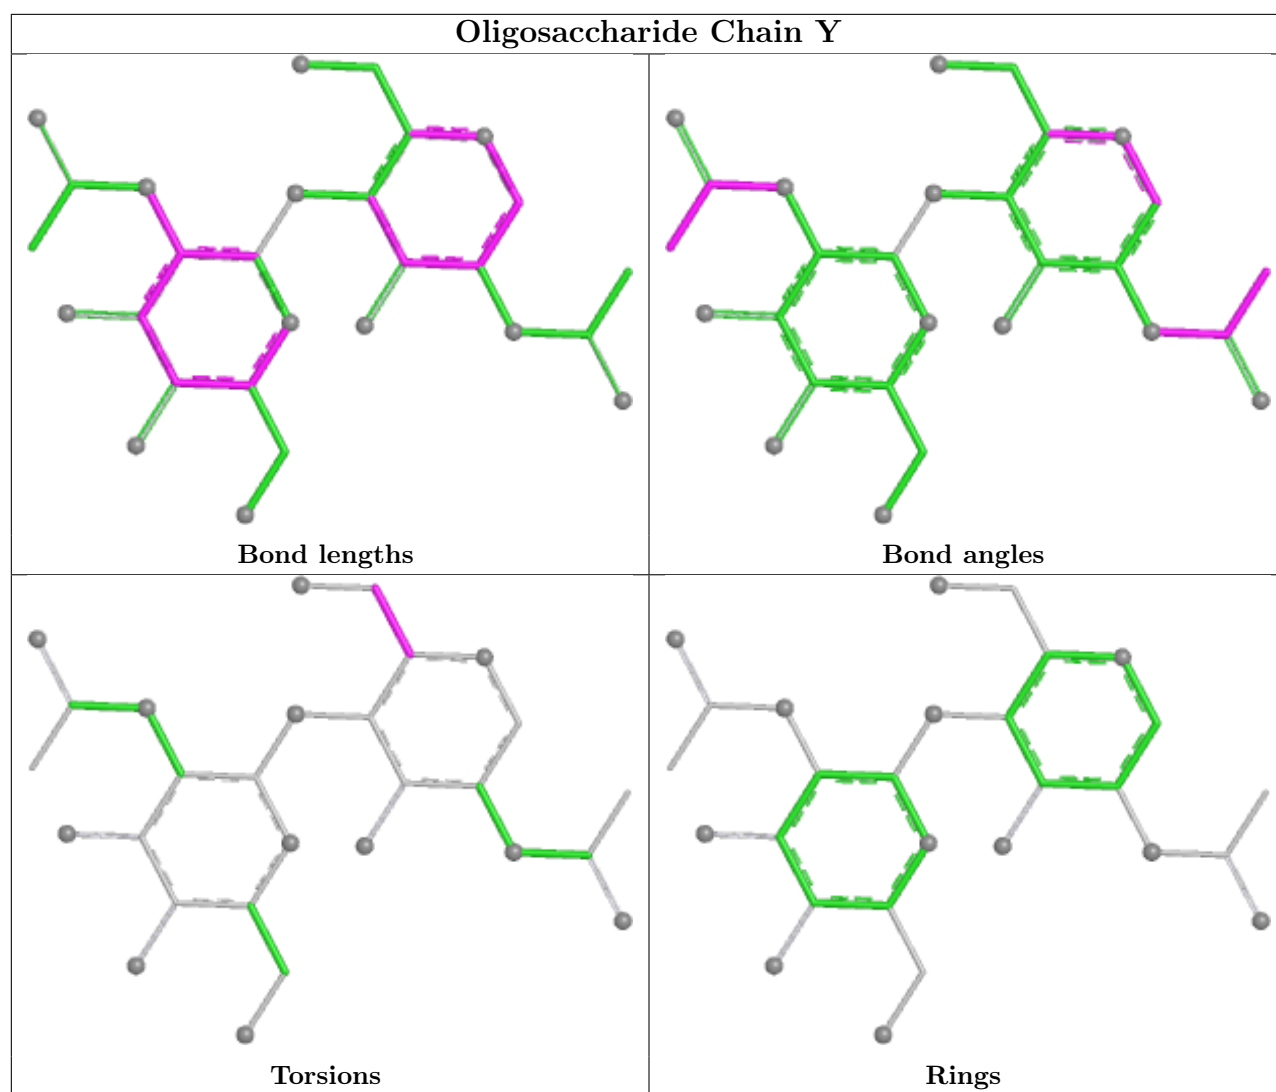 Oligosaccharide Chain Y
Bond lengths
Bond angles
Torsions
Rings